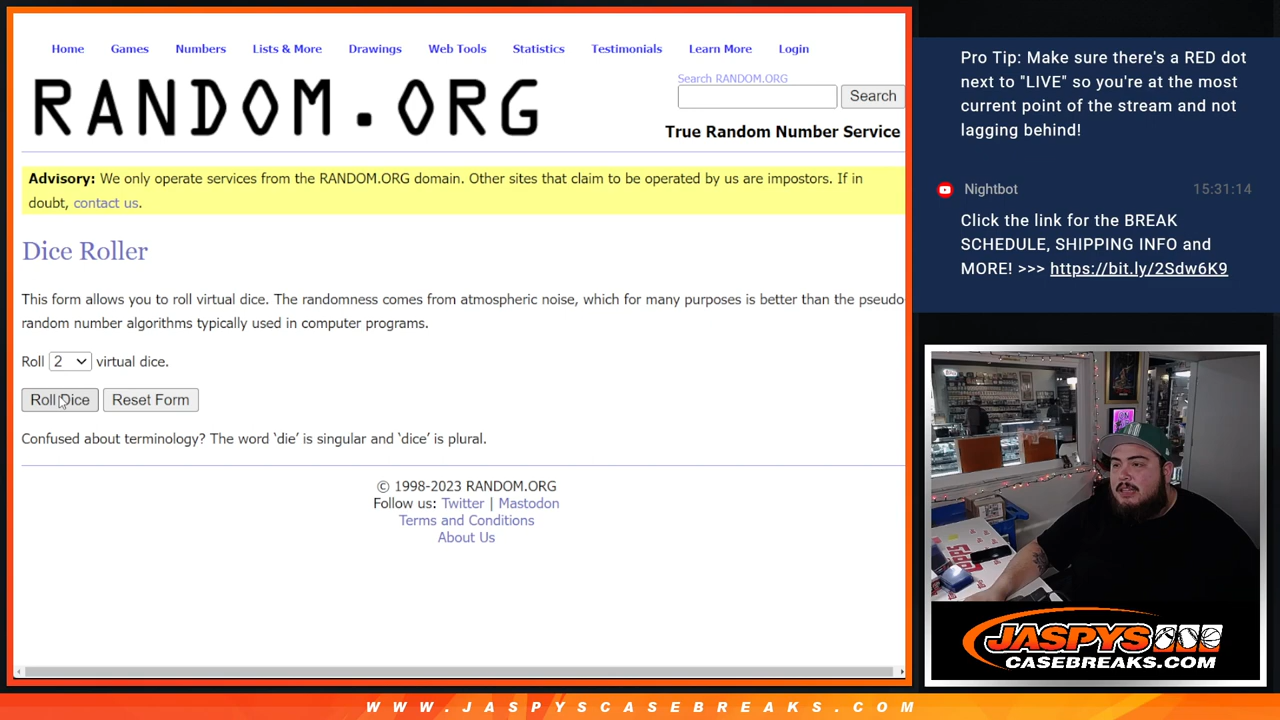 Home Games Numbers Lists & More Drawings Web Tools Statistics Testimonials Learn More Login
RANDOM.ORG
Search RANDOM.ORG
Search
True Random Number Service
Advisory: We only operate services from the RANDOM.ORG domain. Other sites that claim to be operated by us are impostors. If in
doubt, contact us.
Dice Roller
This form allows you to roll virtual dice. The randomness comes from atmospheric noise, which for many purposes is better than the pseudo-
random number algorithms typically used in computer programs.
Roll 2 virtual dice.
Roll Dice Reset Form
Confused about terminology? The word ‘die’ is singular and ‘dice’ is plural.
© 1998-2023 RANDOM.ORG
Follow us: Twitter | Mastodon
Terms and Conditions
About Us
Pro Tip: Make sure there's a RED dot
next to "LIVE" so you're at the most
current point of the stream and not
lagging behind!
Nightbot 15:31:14
Click the link for the BREAK
SCHEDULE, SHIPPING INFO and
MORE! >>> https://bit.ly/2Sdw6K9
JASPYS
CASEBREAKS.COM
WWW.JASPYSCASEBREAKS.COM